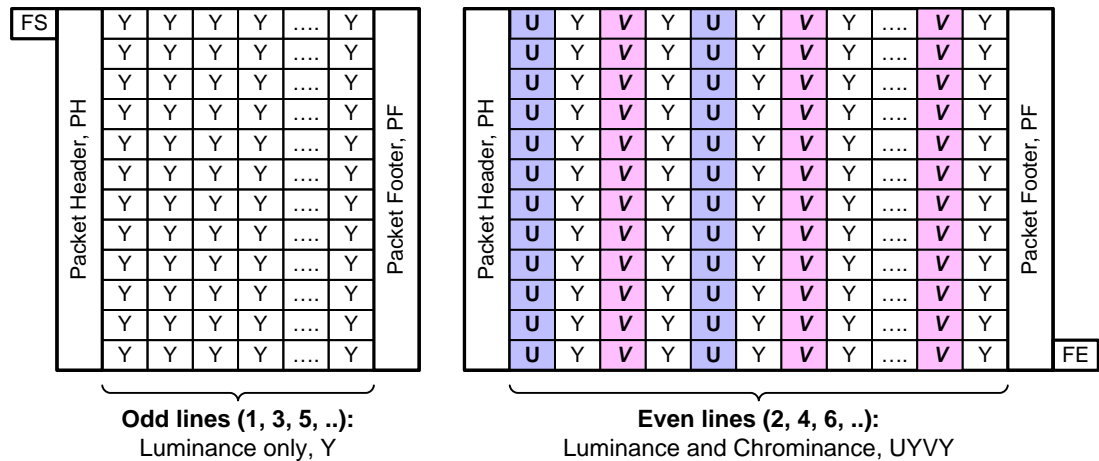 FS Y Y Y Y …. Y U Y V Y U Y V Y …. V Y
Y Y Y Y …. Y U Y V Y U Y V Y …. V Y
Y Y Y Y …. Y U Y V Y U Y V Y …. V Y
Y Y Y Y …. Y U Y V Y U Y V Y …. V Y
Y Y Y Y …. Y U Y V Y U Y V Y …. V Y
Y Y Y Y …. Y U Y V Y U Y V Y …. V Y
Y Y Y Y …. Y U Y V Y U Y V Y …. V Y
Y Y Y Y …. Y U Y V Y U Y V Y …. V Y
Y Y Y Y …. Y U Y V Y U Y V Y …. V Y
Y Y Y Y …. Y U Y V Y U Y V Y …. V Y
Y Y Y Y …. Y U Y V Y U Y V Y …. V Y
Y Y Y Y …. Y U Y V Y U Y V Y …. V Y FE
Packet Header, PH
Packet Footer, PF
Packet Header, PH
Packet Footer, PF
Odd lines (1, 3, 5, ..):
Luminance only, Y
Even lines (2, 4, 6, ..):
Luminance and Chrominance, UYVY